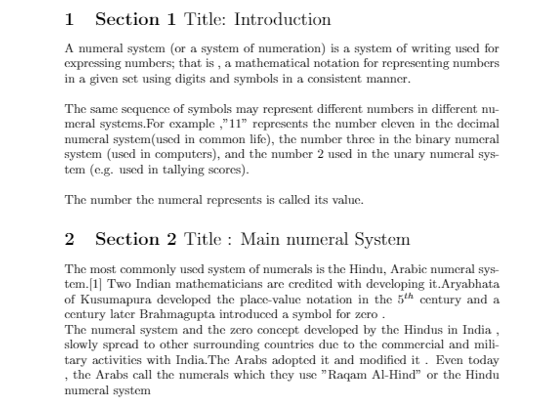 1 Section 1 Title: Introduction
A numeral system (or a system of numeration) is a system of writing used for
expressing numbers; that is , a mathematical notation for representing numbers
in a given set using digits and symbols in a consistent manner.
The same sequence of symbols may represent different numbers in different nu-
meral systems.For example ,"11" represents the number eleven in the decimal
numeral system(used in common life), the number three in the binary numeral
system (used in computers), and the number 2 used in the unary numeral sys-
tem (e.g. used in tallying scores).
The number the numeral represents is called its value.
2 Section 2 Title : Main numeral System
The most commonly used system of numerals is the Hindu, Arabic numeral sys-
tem.[1] Two Indian mathematicians are credited with developing it.Aryabhata
of Kusumapura developed the place-value notation in the 5th century and a
century later Brahmagupta introduced a symbol for zero .
The numeral system and the zero concept developed by the Hindus in India ,
slowly spread to other surrounding countries due to the commercial and mili-
tary activities with India.The Arabs adopted it and modified it . Even today
, the Arabs call the numerals which they use "Raqam Al-Hind" or the Hindu
numeral system